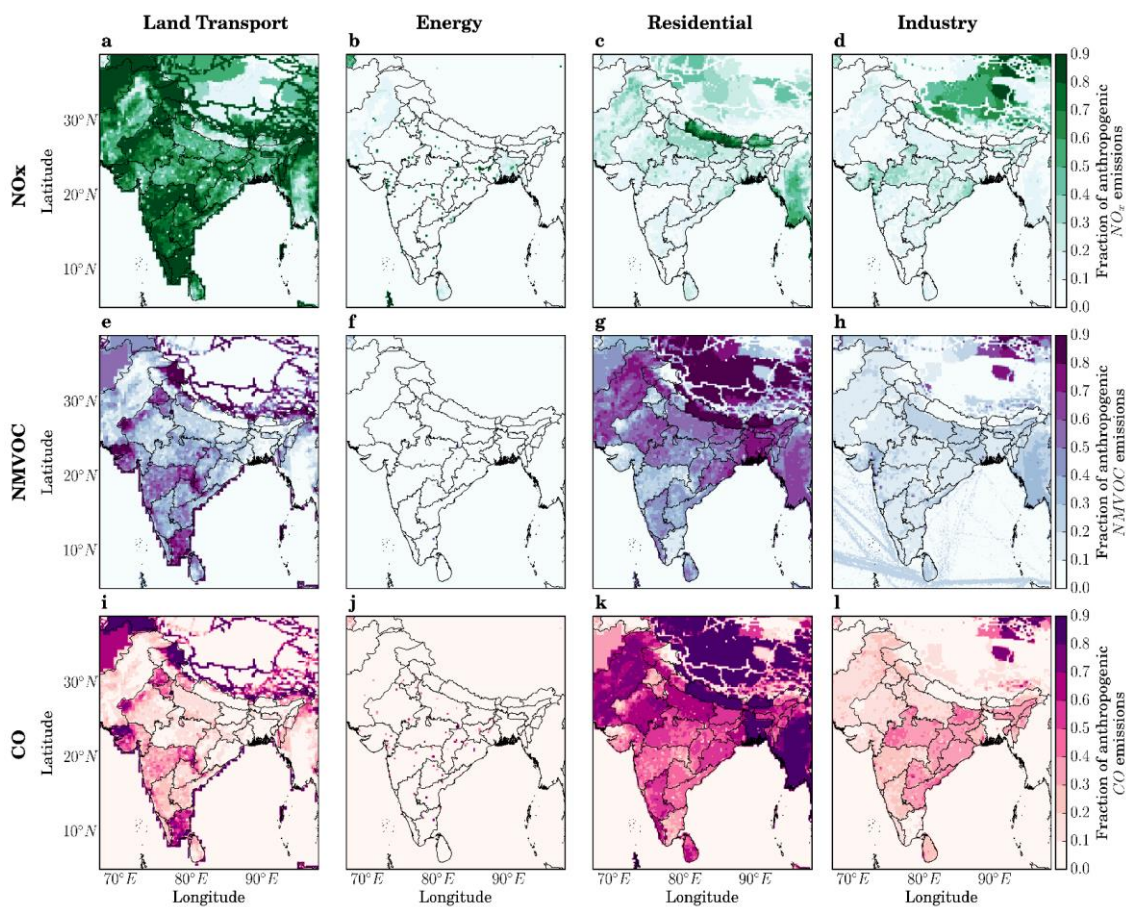 Land Transport Energy Residential Industry
a b c d
NOx
Latitude
30°N
20°N
10°N
0.9
0.8
0.7
0.6
0.5
0.4
0.3
0.2
0.1
0.0
Fraction of anthropogenic
NOₓ emissions
e f g h
NMVOC
Latitude
30°N
20°N
10°N
0.9
0.8
0.7
0.6
0.5
0.4
0.3
0.2
0.1
0.0
Fraction of anthropogenic
NMVOC emissions
i j k l
CO
Latitude
30°N
20°N
10°N
0.9
0.8
0.7
0.6
0.5
0.4
0.3
0.2
0.1
0.0
Fraction of anthropogenic
CO emissions
70°E 80°E 90°E 70°E 80°E 90°E 70°E 80°E 90°E 70°E 80°E 90°E
Longitude Longitude Longitude Longitude